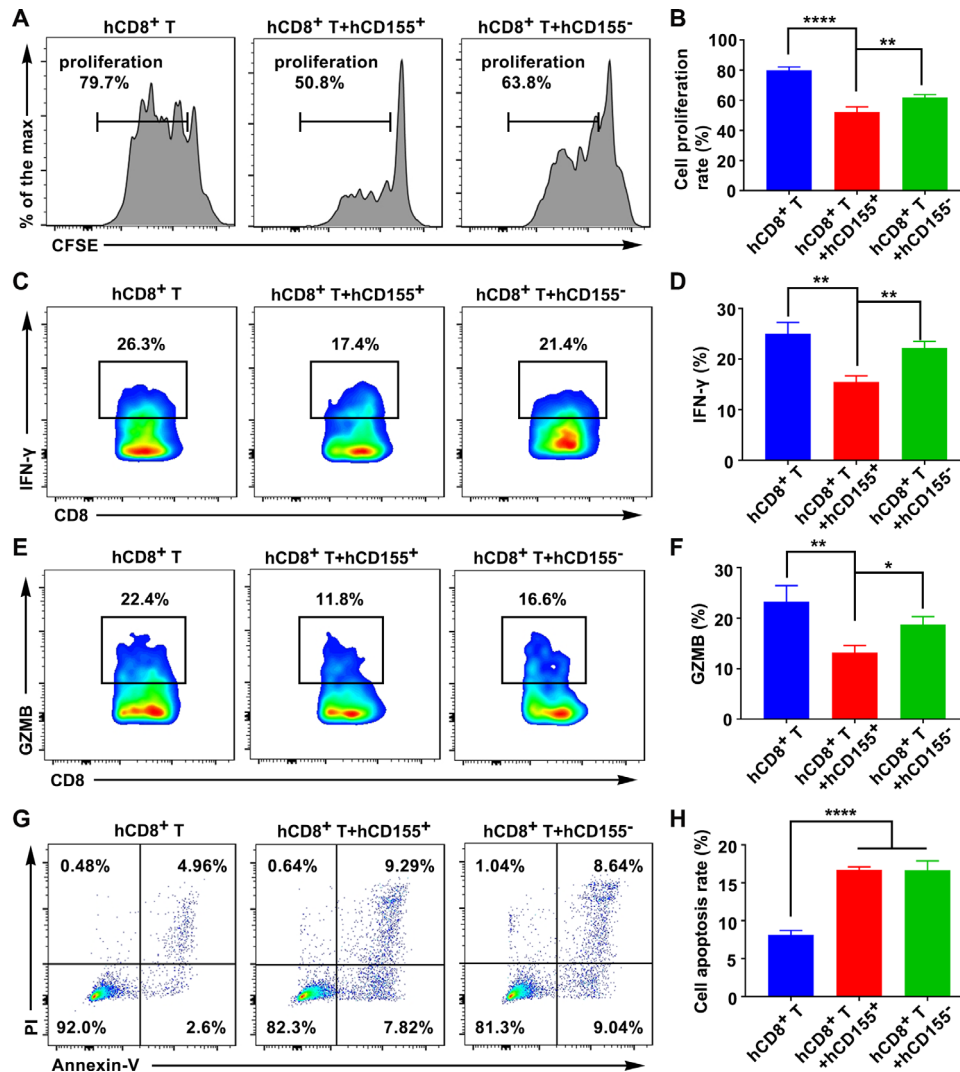 A
hCD8+ T
hCD8+ T+hCD155+
hCD8+ T+hCD155-
proliferation
79.7%
proliferation
50.8%
proliferation
63.8%
% of the max
CFSE
B
****
**
100
80
60
40
20
0
Cell proliferation
rate (%)
hCD8+ T
hCD8+ T
+hCD155+
hCD8+ T
+hCD155-
C
hCD8+ T
hCD8+ T+hCD155+
hCD8+ T+hCD155-
26.3%
17.4%
21.4%
IFN-γ
CD8
D
**
**
30
20
10
0
IFN-γ (%)
hCD8+ T
hCD8+ T
+hCD155+
hCD8+ T
+hCD155-
E
hCD8+ T
hCD8+ T+hCD155+
hCD8+ T+hCD155-
22.4%
11.8%
16.6%
GZMB
CD8
F
**
*
30
20
10
0
GZMB (%)
hCD8+ T
hCD8+ T
+hCD155+
hCD8+ T
+hCD155-
G
hCD8+ T
hCD8+ T+hCD155+
hCD8+ T+hCD155-
0.48%
4.96%
0.64%
9.29%
1.04%
8.64%
92.0%
2.6%
82.3%
7.82%
81.3%
9.04%
PI
Annexin-V
H
****
20
15
10
5
0
Cell apoptosis rate (%)
hCD8+ T
hCD8+ T
+hCD155+
hCD8+ T
+hCD155-